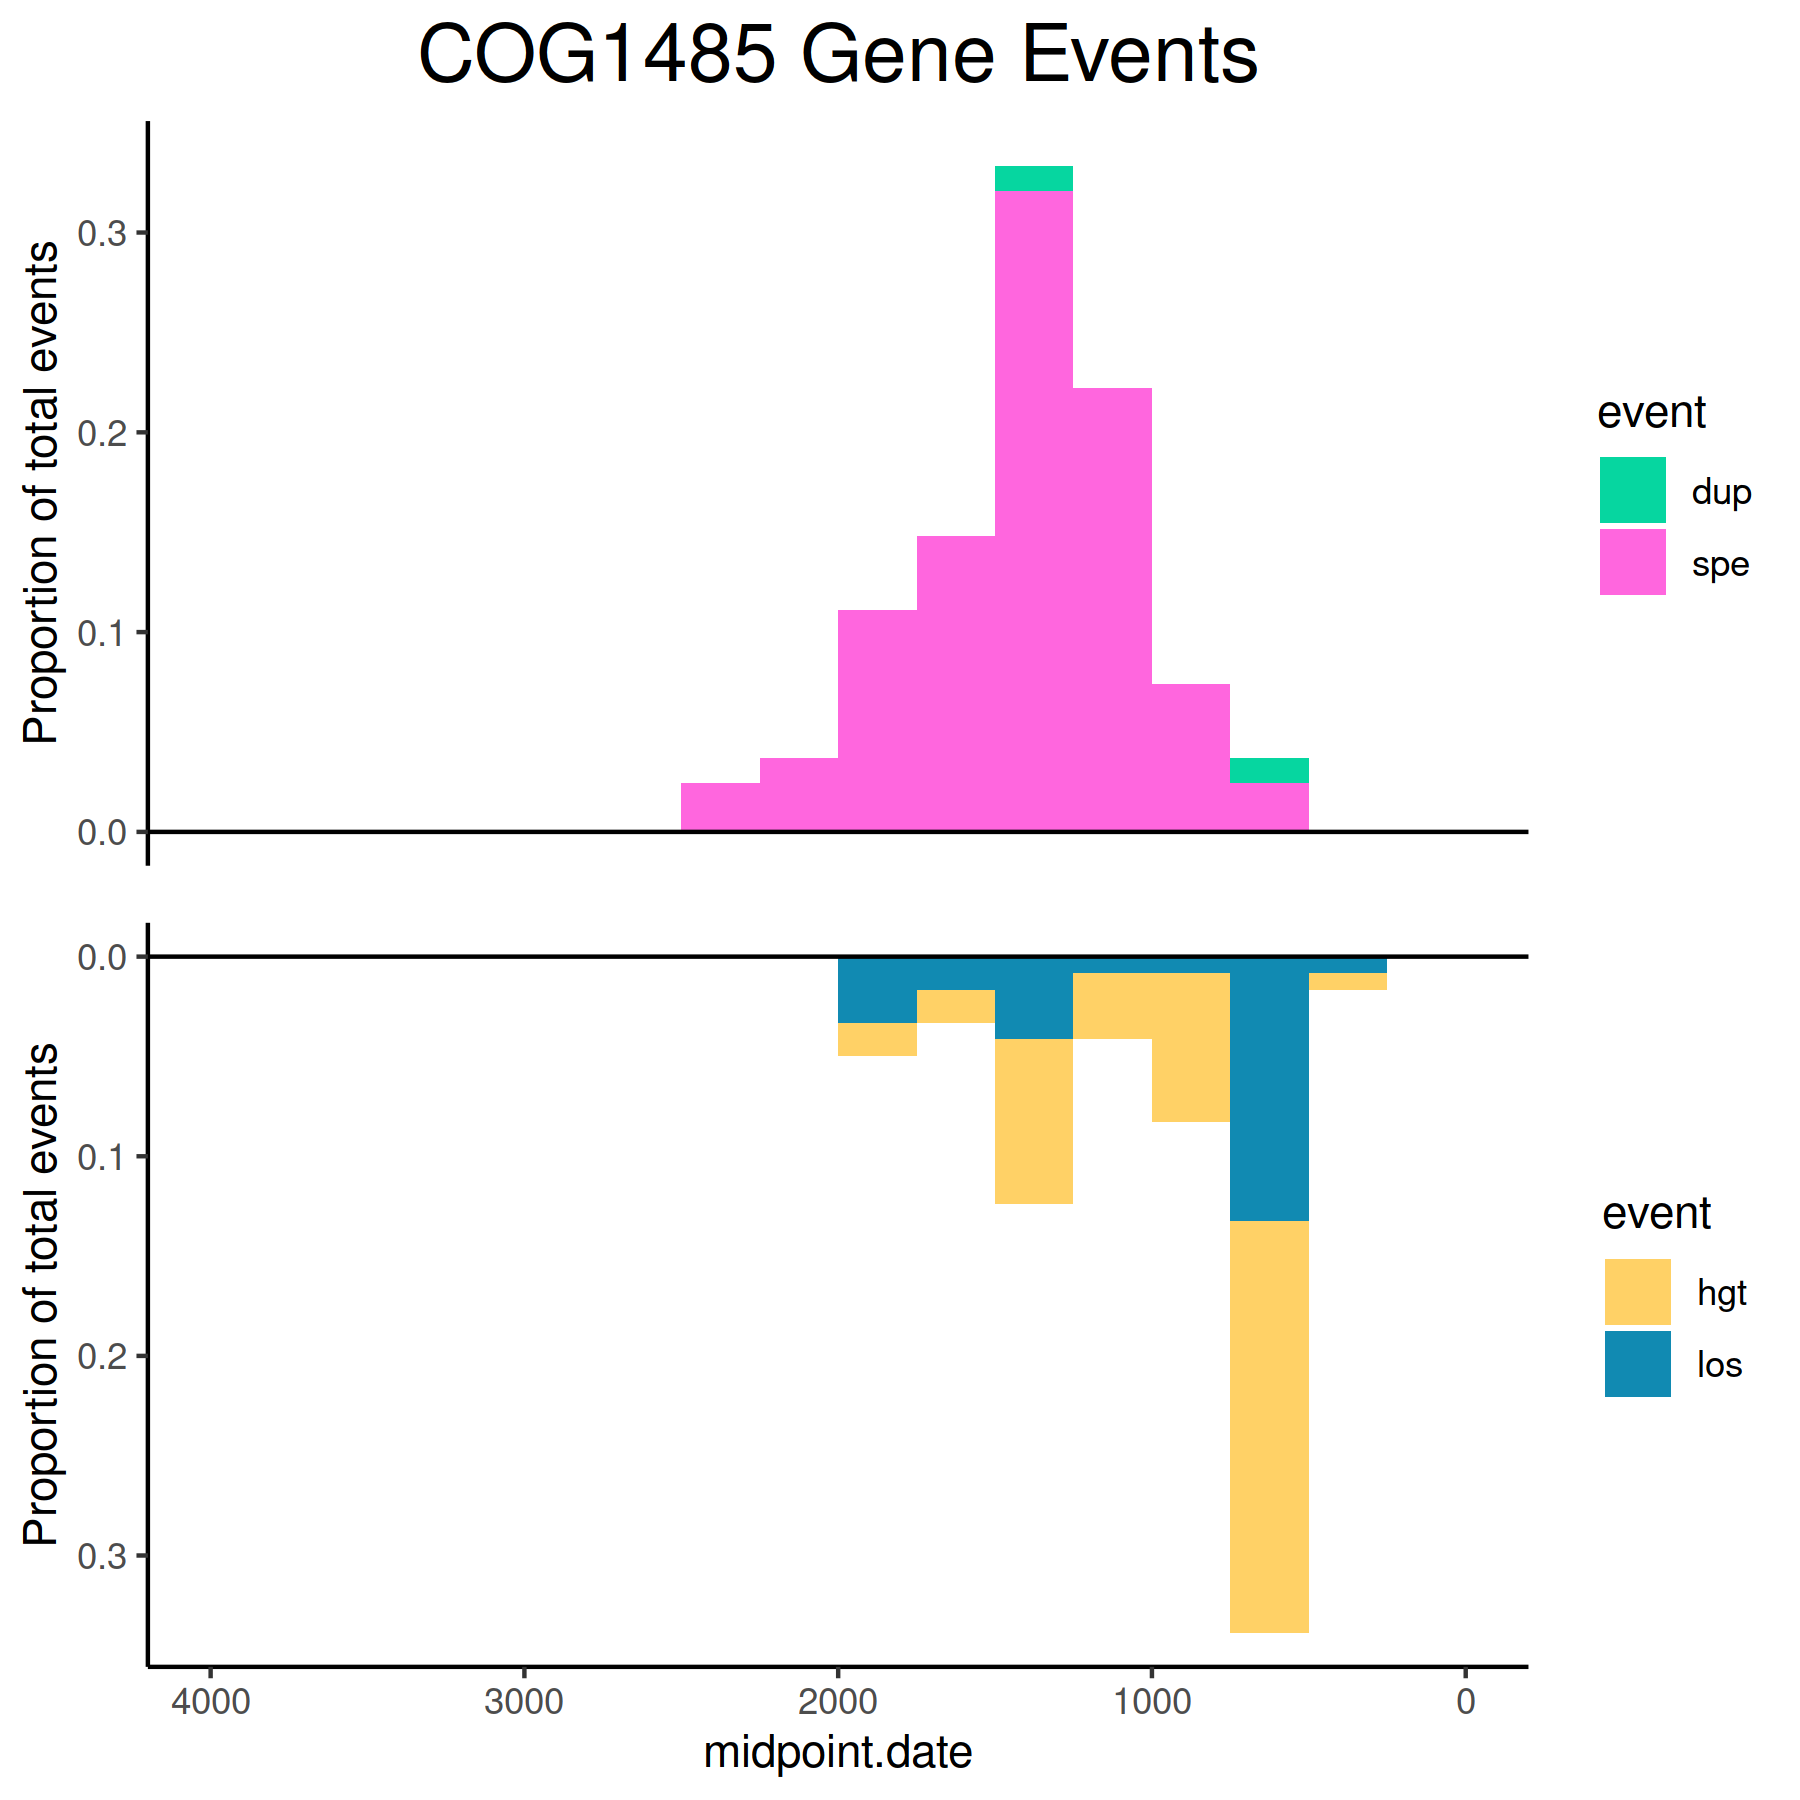 COG1485 Gene Events
Proportion of total events
0.3
0.2
0.1
0.0
event
dup
spe
Proportion of total events
0.0
0.1
0.2
0.3
event
hgt
los
4000 3000 2000 1000 0
midpoint.date